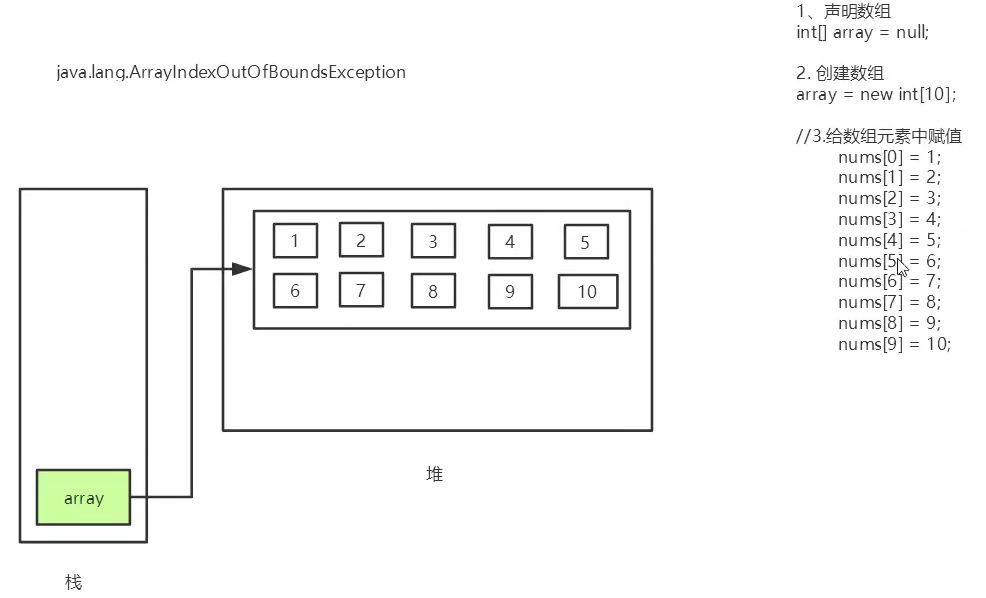 java.lang.ArrayIndexOutOfBoundsException
1、声明数组
int[] array = null;
2. 创建数组
array = new int[10];
//3.给数组元素中赋值
nums[0] = 1;
nums[1] = 2;
nums[2] = 3;
nums[3] = 4;
nums[4] = 5;
nums[5] = 6;
nums[6] = 7;
nums[7] = 8;
nums[8] = 9;
nums[9] = 10;
1 2 3 4 5
6 7 8 9 10
堆
array
栈